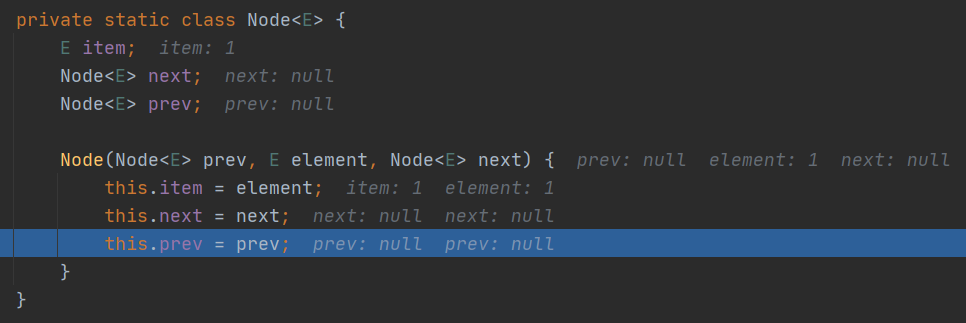 private static class Node<E> {
E item;  item: 1
Node<E> next;  next: null
Node<E> prev;  prev: null
Node(Node<E> prev, E element, Node<E> next) {  prev: null  element: 1  next: null
this.item = element;  item: 1  element: 1
this.next = next;  next: null  next: null
this.prev = prev;  prev: null  prev: null
}
}